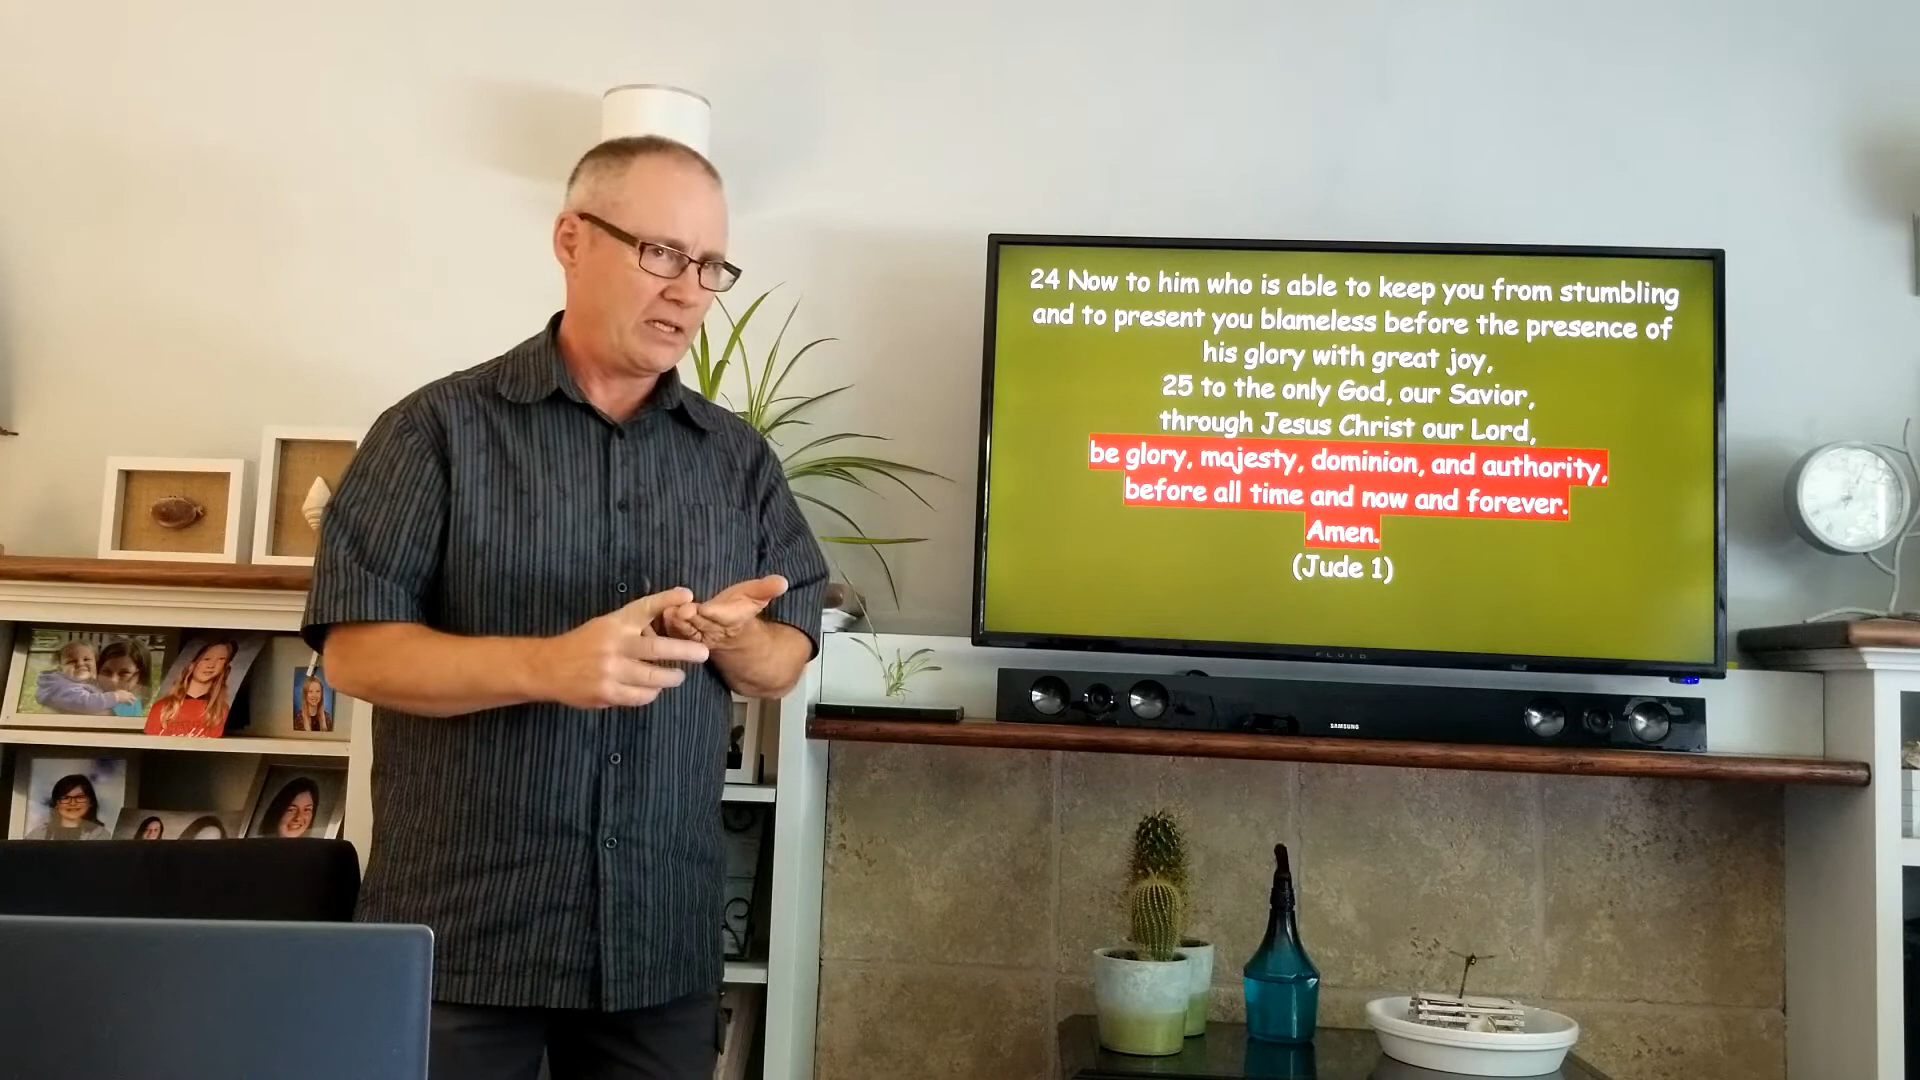 24 Now to him who is able to keep you from stumbling
and to present you blameless before the presence of
his glory with great joy,
25 to the only God, our Savior,
through Jesus Christ our Lord,
be glory, majesty, dominion, and authority,
before all time and now and forever.
Amen.
(Jude 1)
FLUID
SAMSUNG